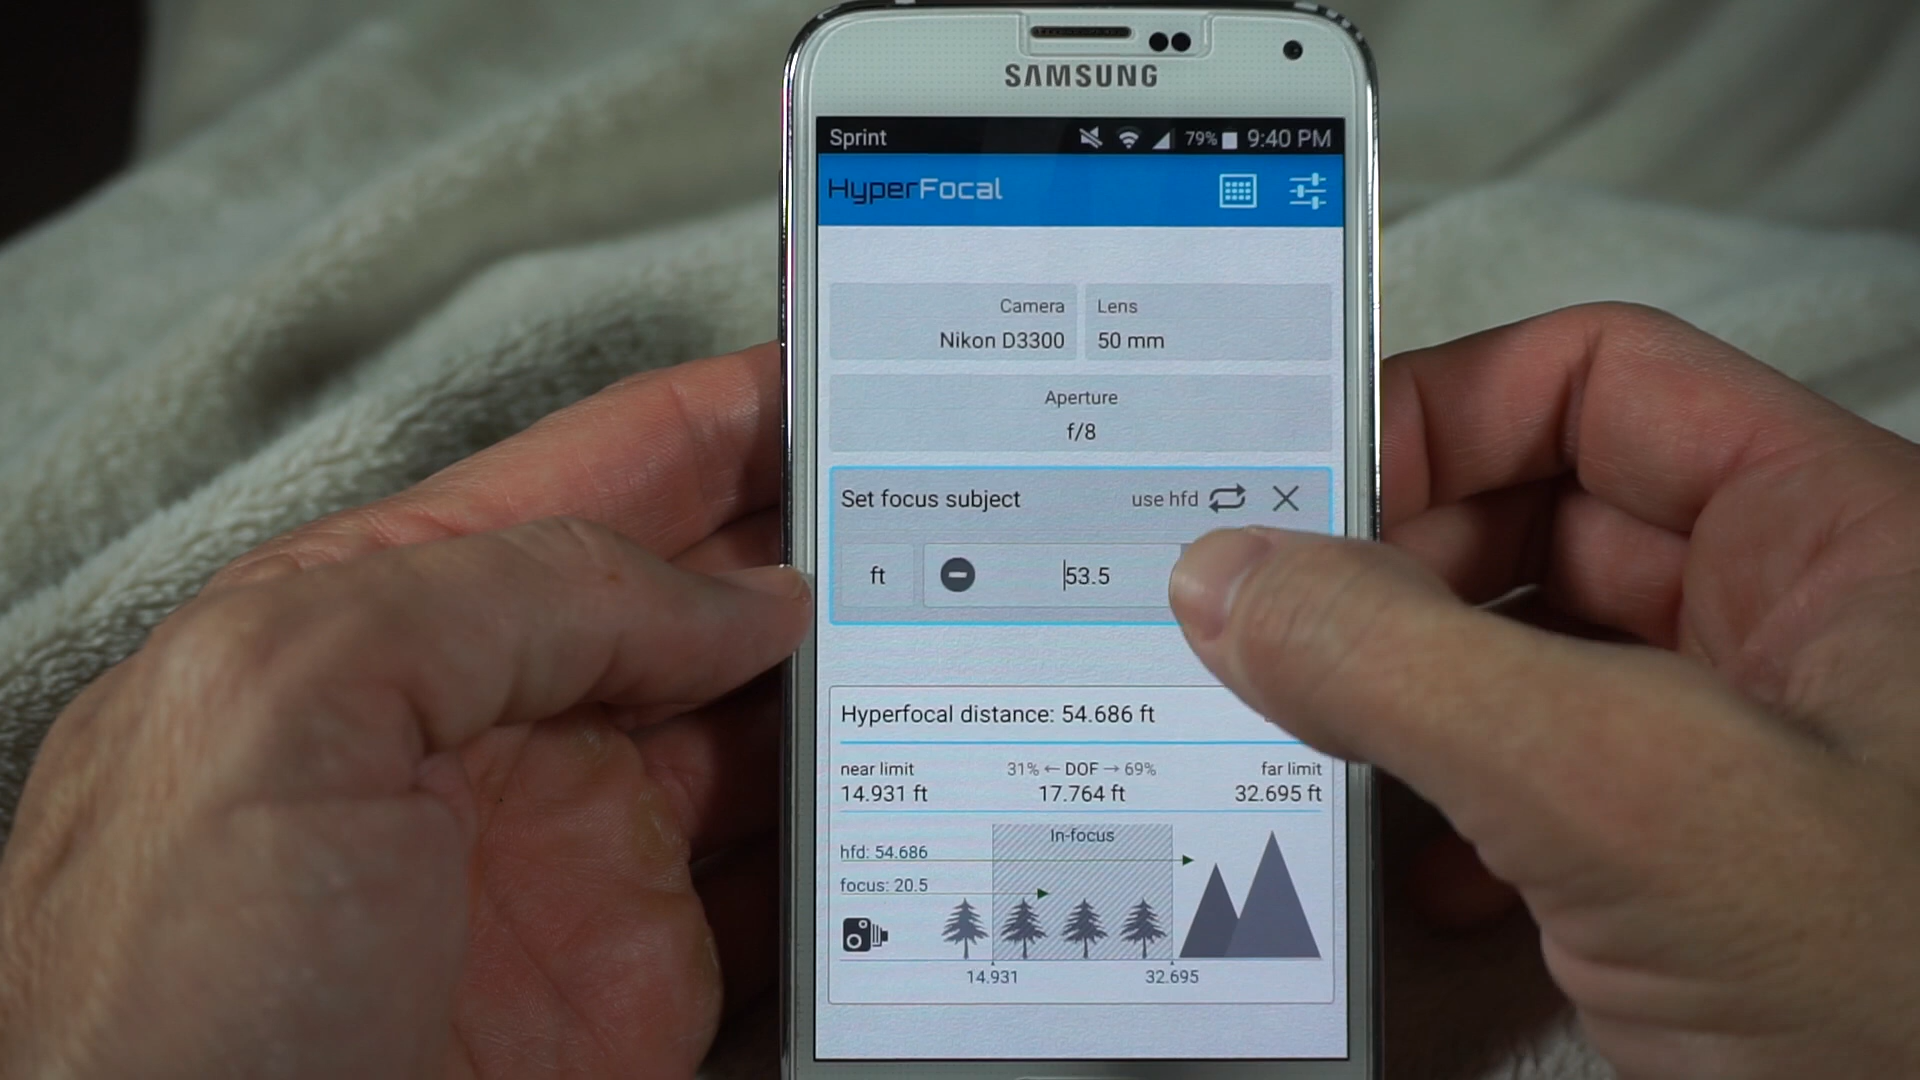 SAMSUNG
Sprint 79% 9:40 PM
HyperFocal
Camera
Nikon D3300
Lens
50 mm
Aperture
f/8
Set focus subject use hfd
ft 53.5
Hyperfocal distance: 54.686 ft
near limit 31% ← DOF → 69% far limit
14.931 ft 17.764 ft 32.695 ft
In-focus
hfd: 54.686
focus: 20.5
14.931 32.695